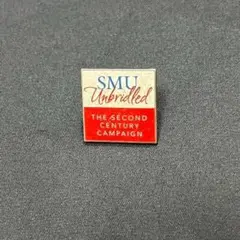 SMU
Unbridled
THE SECOND
CENTURY
CAMPAIGN